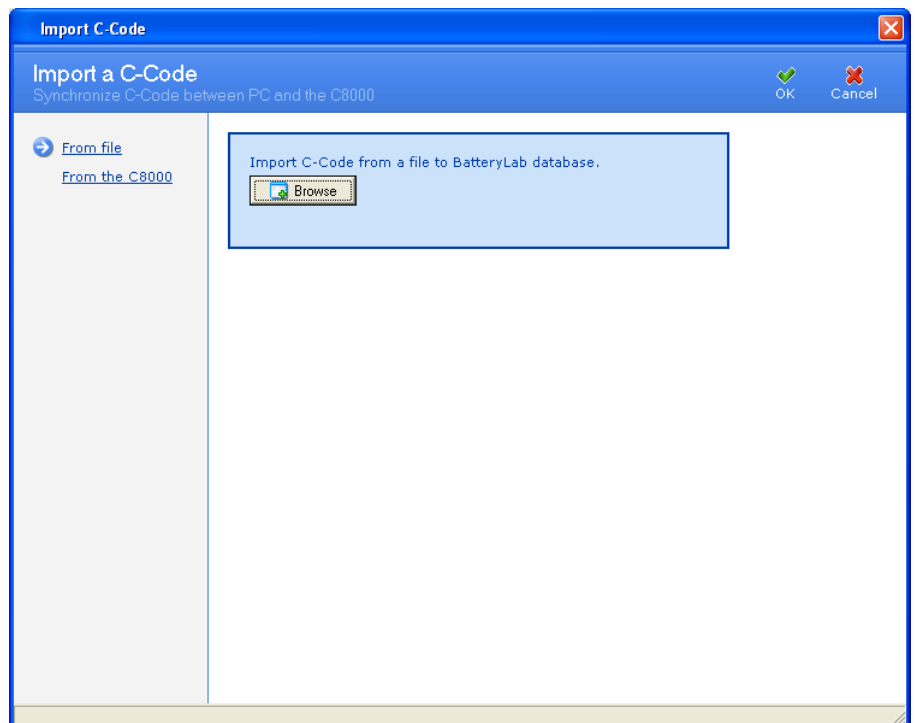 Import C-Code
Import a C-Code
Synchronize C-Code between PC and the C8000
OK
Cancel
From file
From the C8000
Import C-Code from a file to BatteryLab database.
Browse